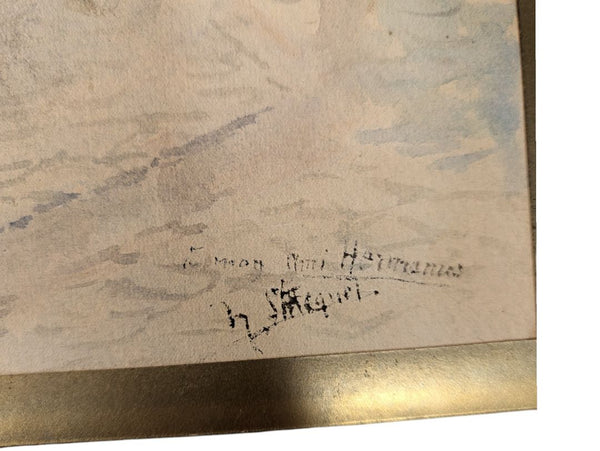 à mon Ami Hermanus
H Stacquet.